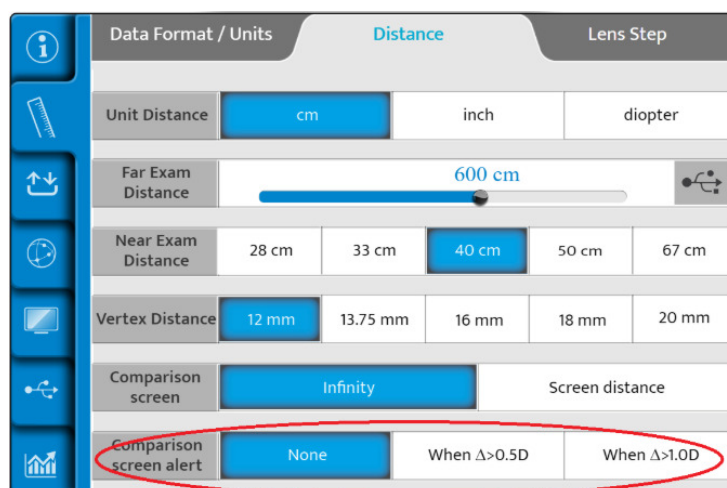 Data Format / Units Distance Lens Step
Unit Distance cm inch diopter
Far Exam
Distance
600 cm
Near Exam
Distance
28 cm 33 cm 40 cm 50 cm 67 cm
Vertex Distance 12 mm 13.75 mm 16 mm 18 mm 20 mm
Comparison
screen
Infinity Screen distance
Comparison
screen alert
None When Δ>0.5D When Δ>1.0D